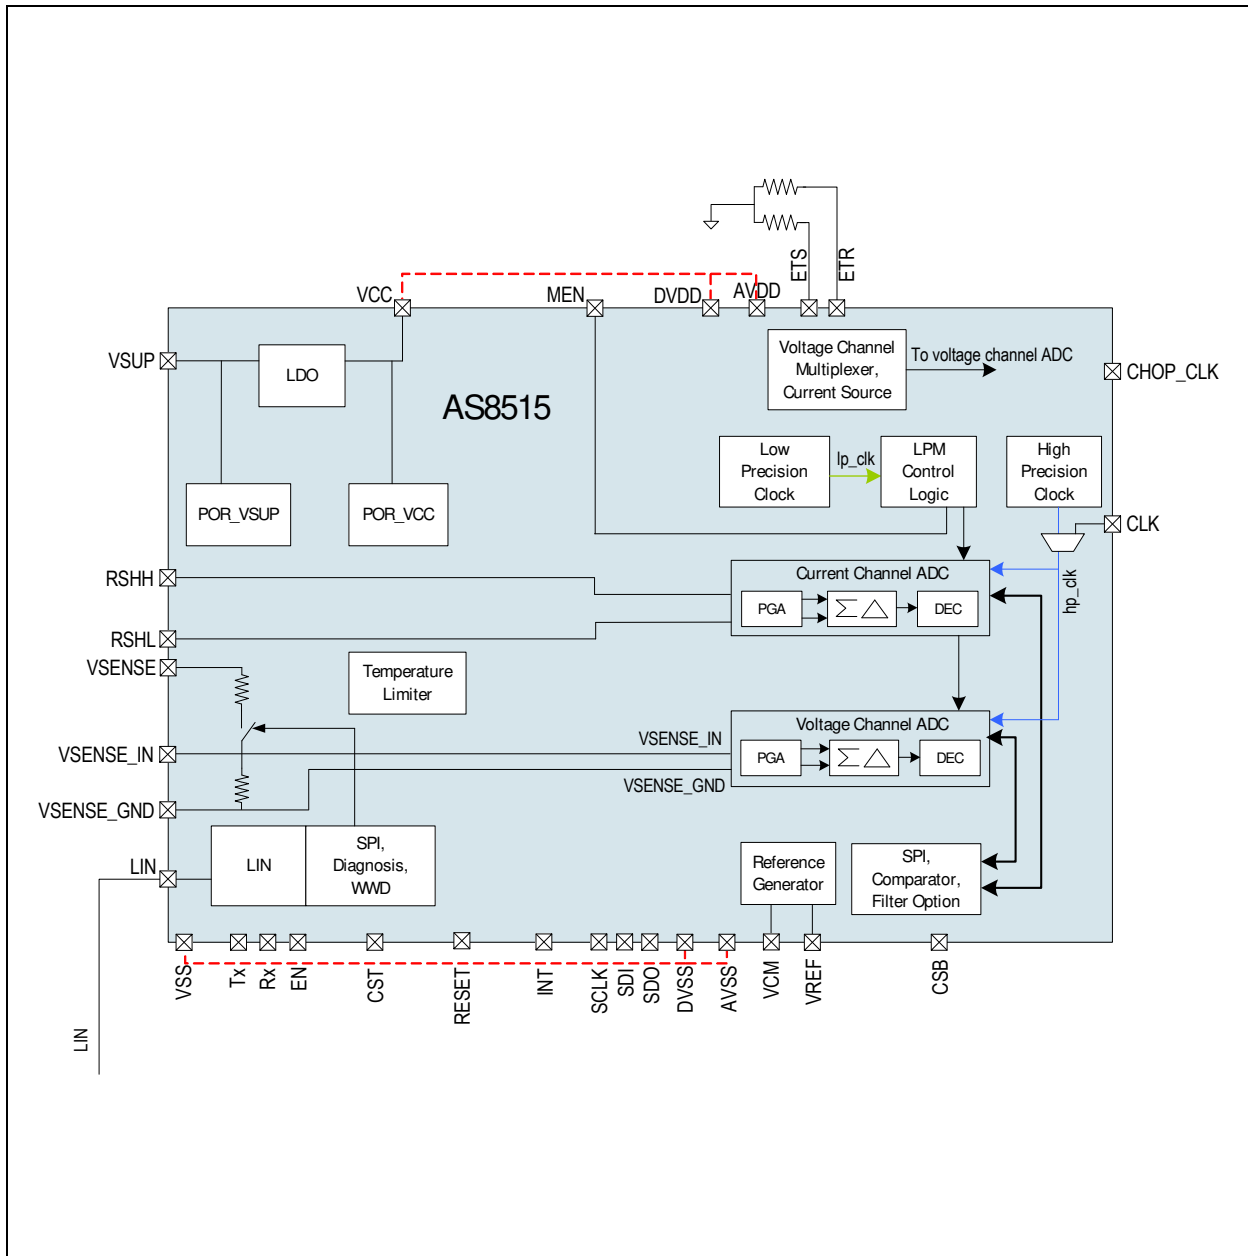 ETS
ETR
VCC
MEN
DVDD
AVDD
VSUP
LDO
Voltage Channel
Multiplexer,
Current Source
To voltage channel ADC
CHOP_CLK
AS8515
Low
Precision
Clock
lp_clk
LPM
Control
Logic
High
Precision
Clock
POR_VSUP
POR_VCC
CLK
RSHH
Current Channel ADC
hp_clk
PGA
Σ △
DEC
RSHL
VSENSE
Temperature
Limiter
Voltage Channel ADC
VSENSE_IN
VSENSE_IN
PGA
Σ △
DEC
VSENSE_GND
VSENSE_GND
LIN
LIN
SPI,
Diagnosis,
WWD
Reference
Generator
SPI,
Comparator,
Filter Option
VSS
Tx
Rx
EN
CST
RESET
INT
SCLK
SDI
SDO
DVSS
AVSS
VCM
VREF
CSB
LIN